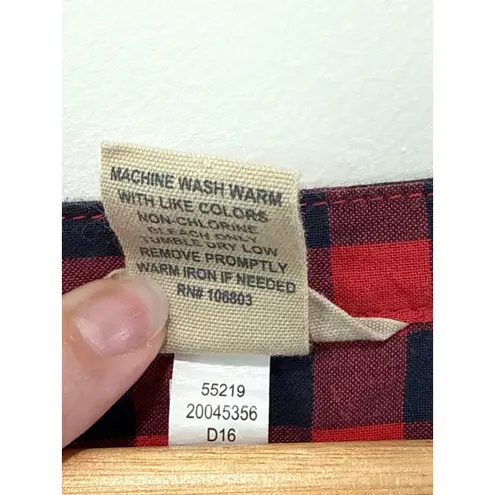 MACHINE WASH WARM
WITH LIKE COLORS
NON-CHLORINE
BLEACH ONLY
TUMBLE DRY LOW
REMOVE PROMPTLY
WARM IRON IF NEEDED
RN# 106803
55219
20045356
D16